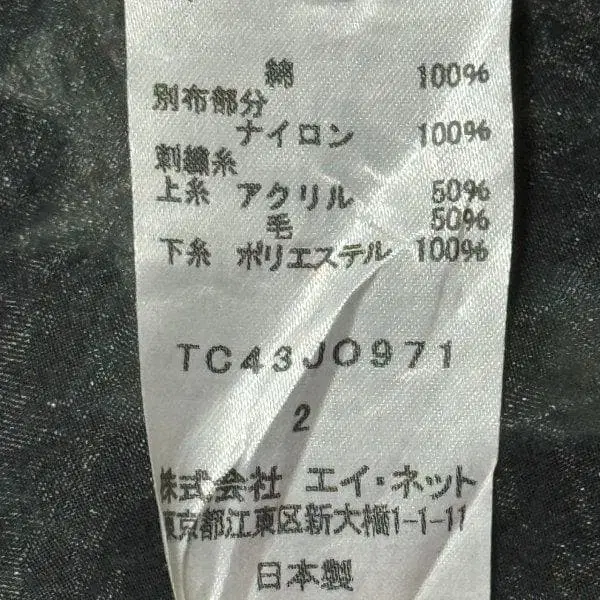 綿 100%
別布部分
ナイロン 100%
刺繍糸
上糸 アクリル 50%
毛 50%
下糸 ポリエステル 100%
TC43JO971
2
株式会社 エイ・ネット
東京都江東区新大橋1-1-11
日本製